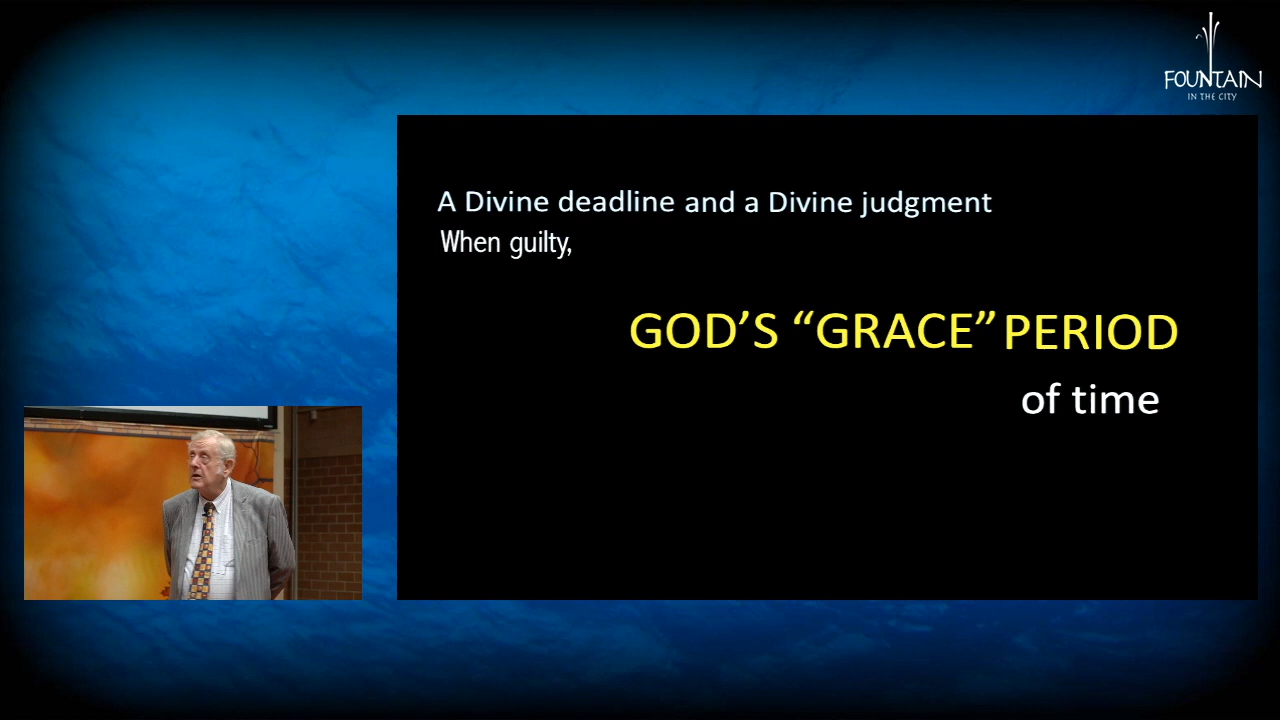 FOUNTAIN
IN THE CITY
A Divine deadline and a Divine judgment
When guilty,
GOD’S “GRACE” PERIOD
of time